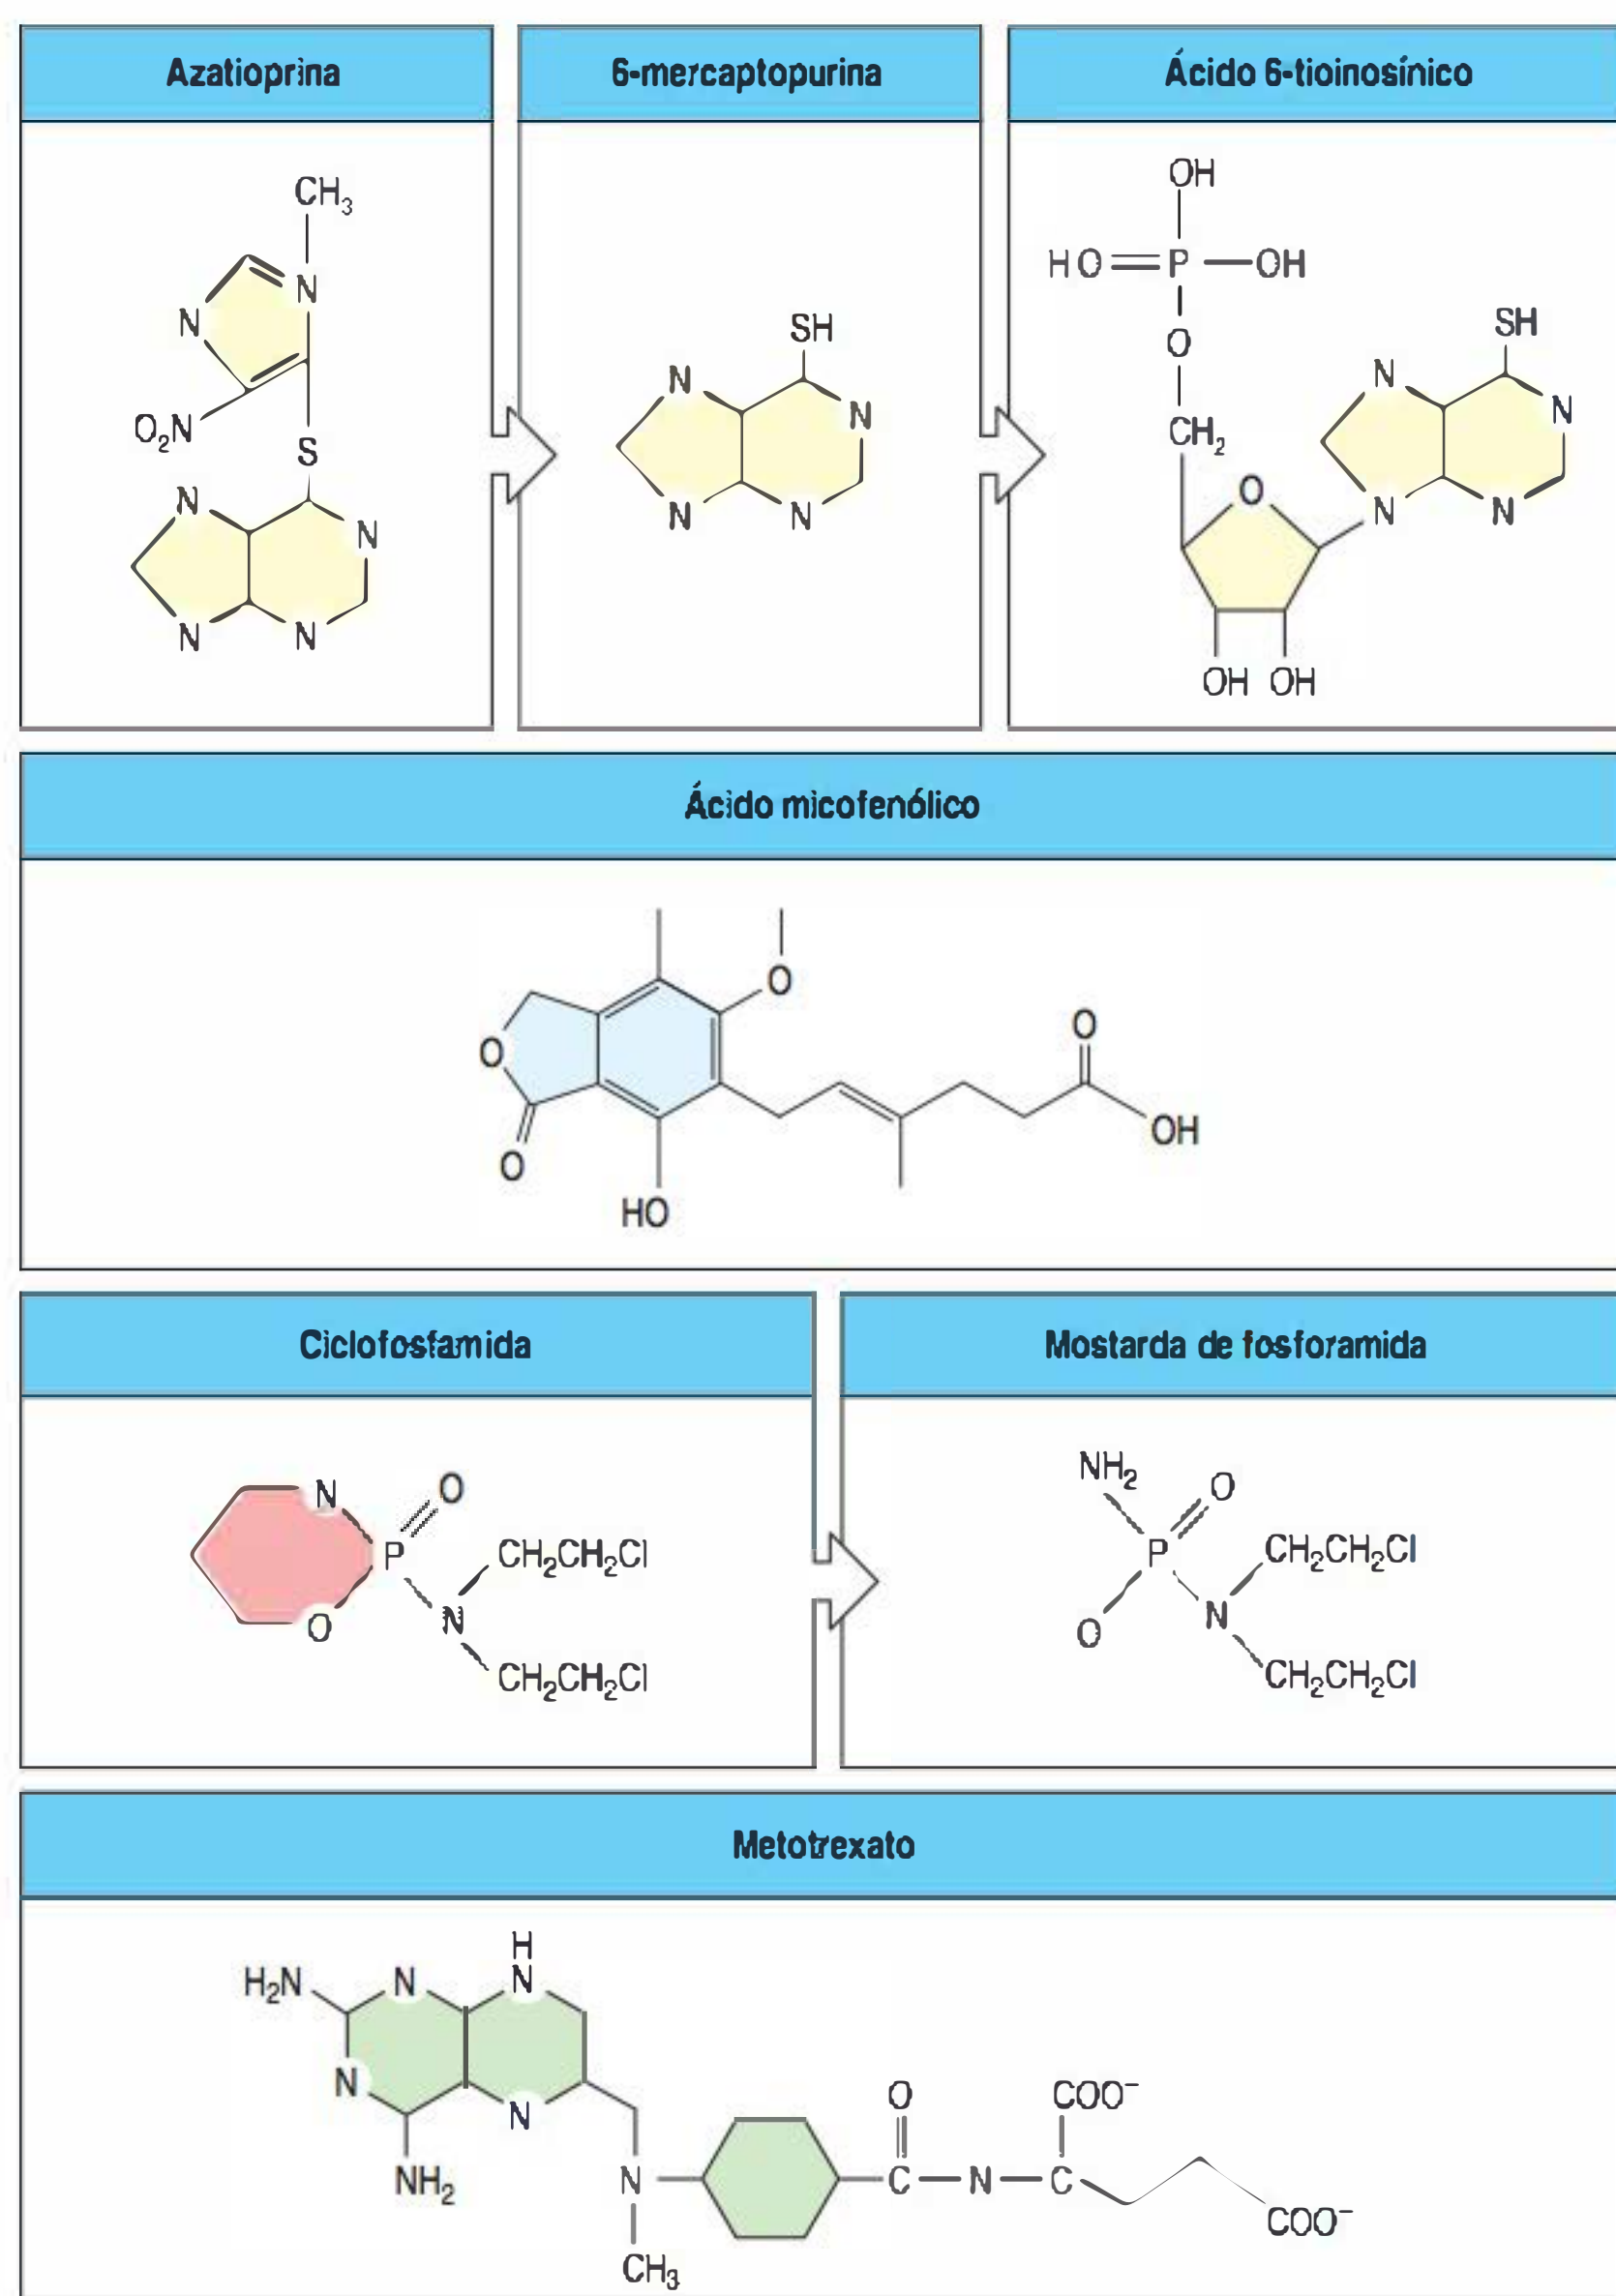 Azatioprina
6-mercaptopurina
Ácido 6-tioinosínico
CH3
N
N
O2N
S
N
N
N
N
SH
N
N
N
N
OH
HO
P
OH
O
CH2
O
OH OH
SH
N
N
N
N
Ácido micofenólico
O
O
O
HO
O
OH
Ciclofosfamida
Mostarda de fosforamida
N
O
P
CH2CH2Cl
N
O
CH2CH2Cl
NH2
O
P
CH2CH2Cl
N
O
CH2CH2Cl
Metotrexato
H
H2N
N
N
N
N
NH2
N
CH3
O
C
N
C
COO-
COO-